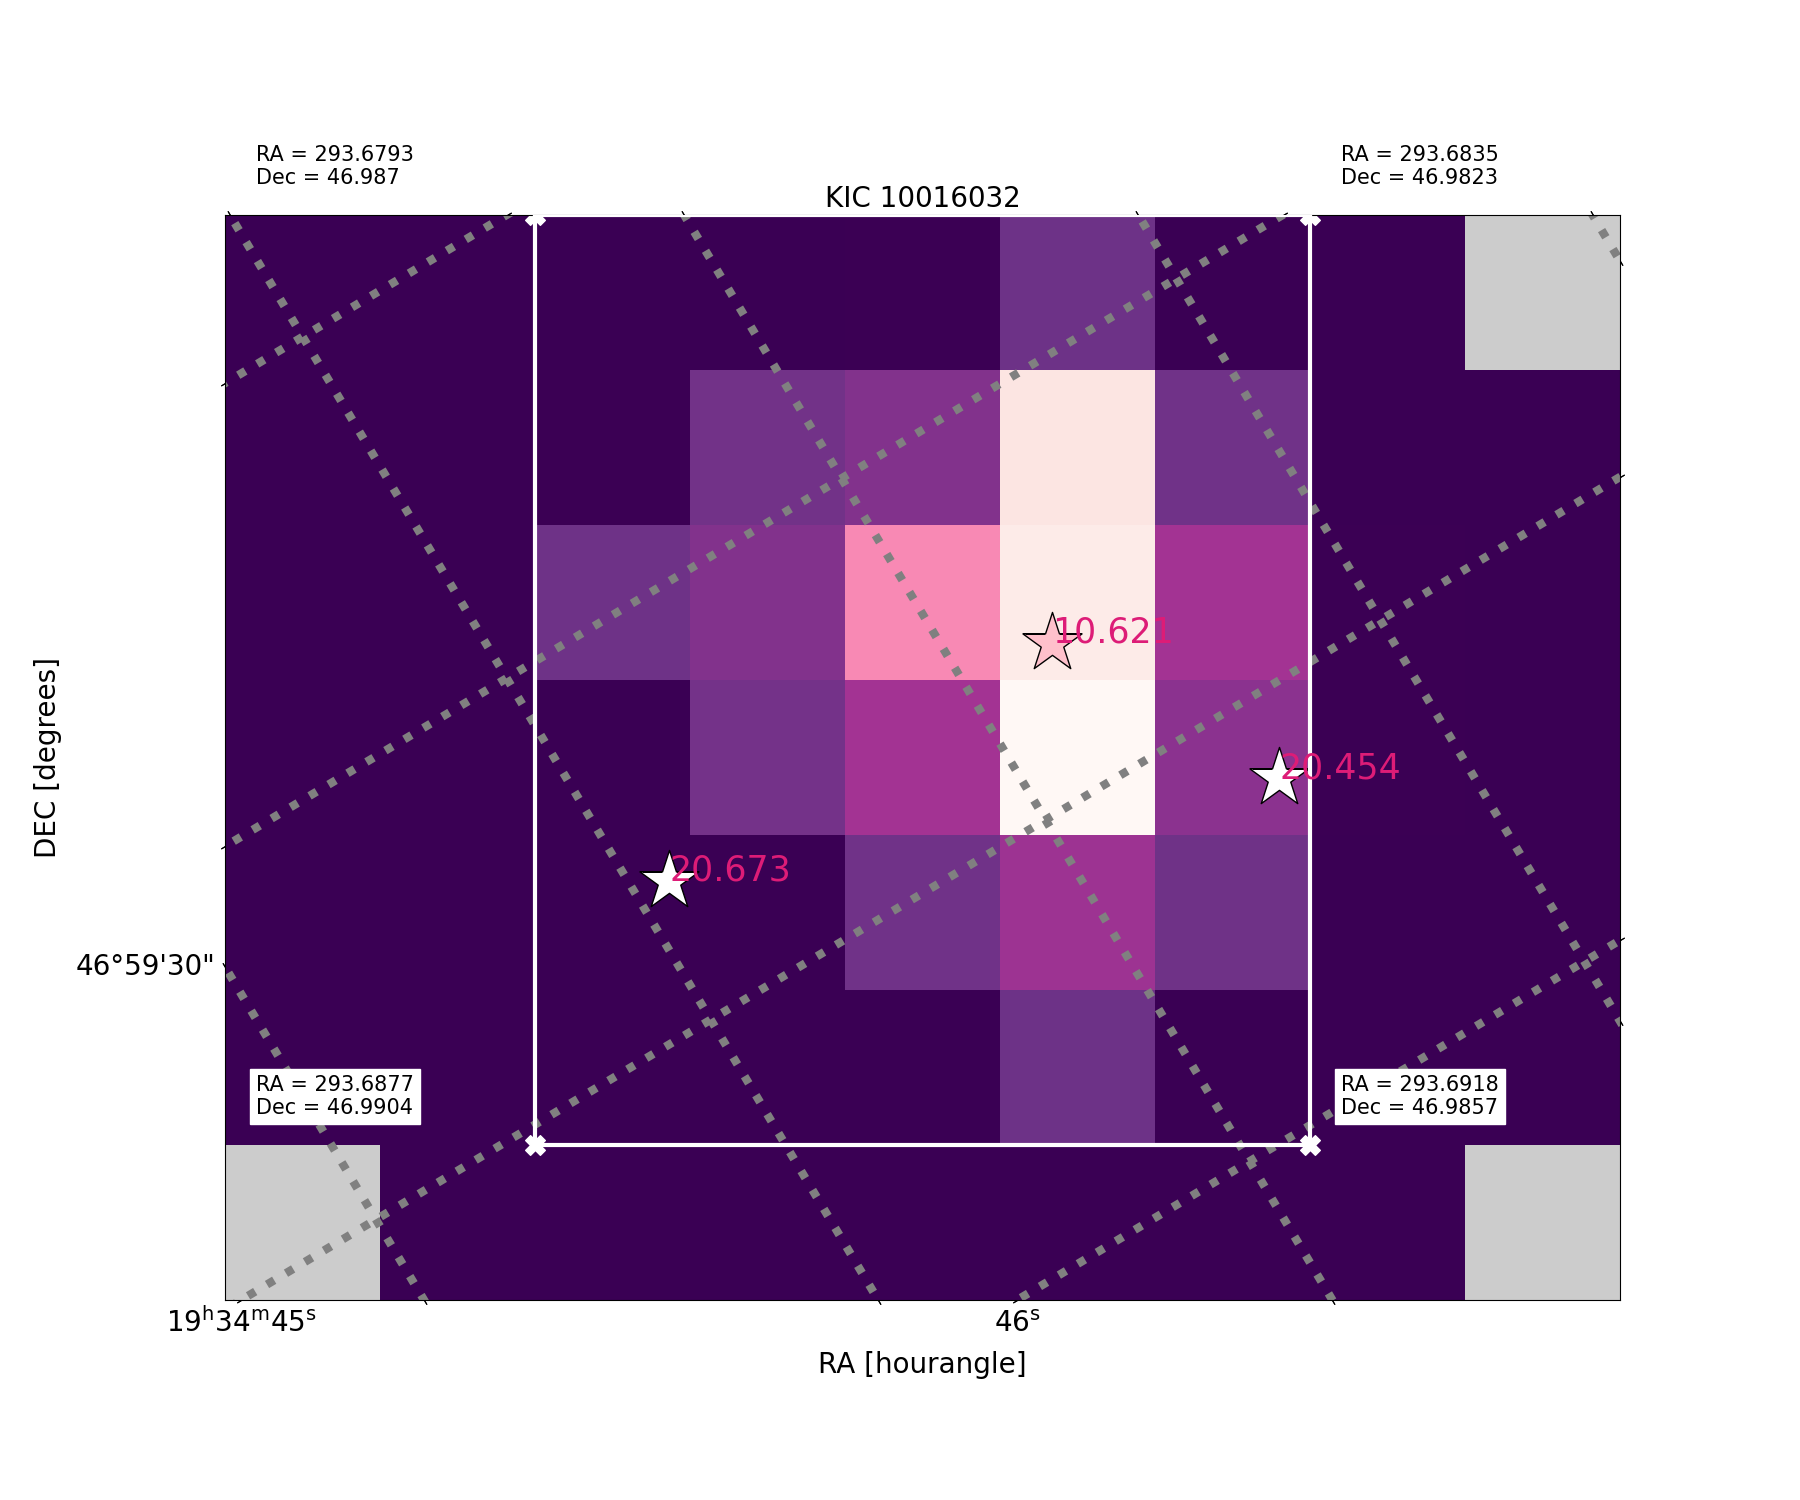 RA = 293.6793
Dec = 46.987
RA = 293.6835
Dec = 46.9823
KIC 10016032
10.621
20.454
20.673
DEC [degrees]
46°59'30"
RA = 293.6877
Dec = 46.9904
RA = 293.6918
Dec = 46.9857
19h34m45s
46s
RA [hourangle]